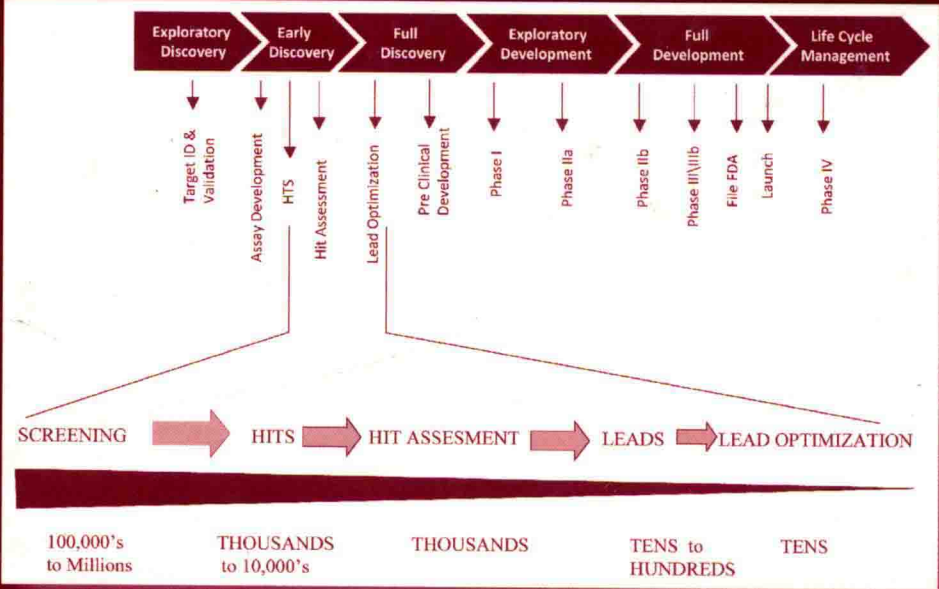 Exploratory
Discovery
Early
Discovery
Full
Discovery
Exploratory
Development
Full
Development
Life Cycle
Management
Target ID &
Validation
Assay Development
HTS
Hit Assessment
Lead Optimization
Pre Clinical
Development
Phase I
Phase IIa
Phase IIb
Phase III\IIIb
File FDA
Launch
Phase IV
SCREENING
HITS
HIT ASSESMENT
LEADS
LEAD OPTIMIZATION
100,000's
to Millions
THOUSANDS
to 10,000's
THOUSANDS
TENS to
HUNDREDS
TENS